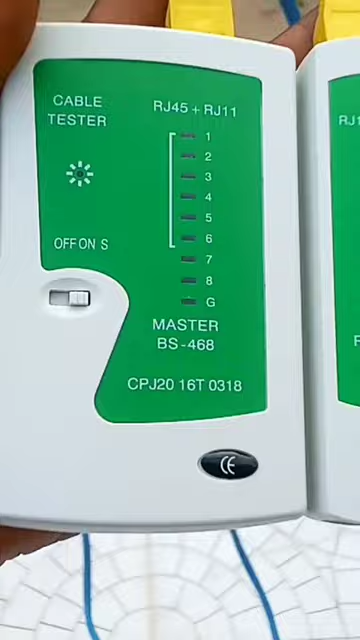 CABLE
TESTER
RJ45 + RJ11
1
2
3
4
5
6
7
8
G
OFF ON S
MASTER
BS-468
CPJ20 16T 0318
CE
RJ1